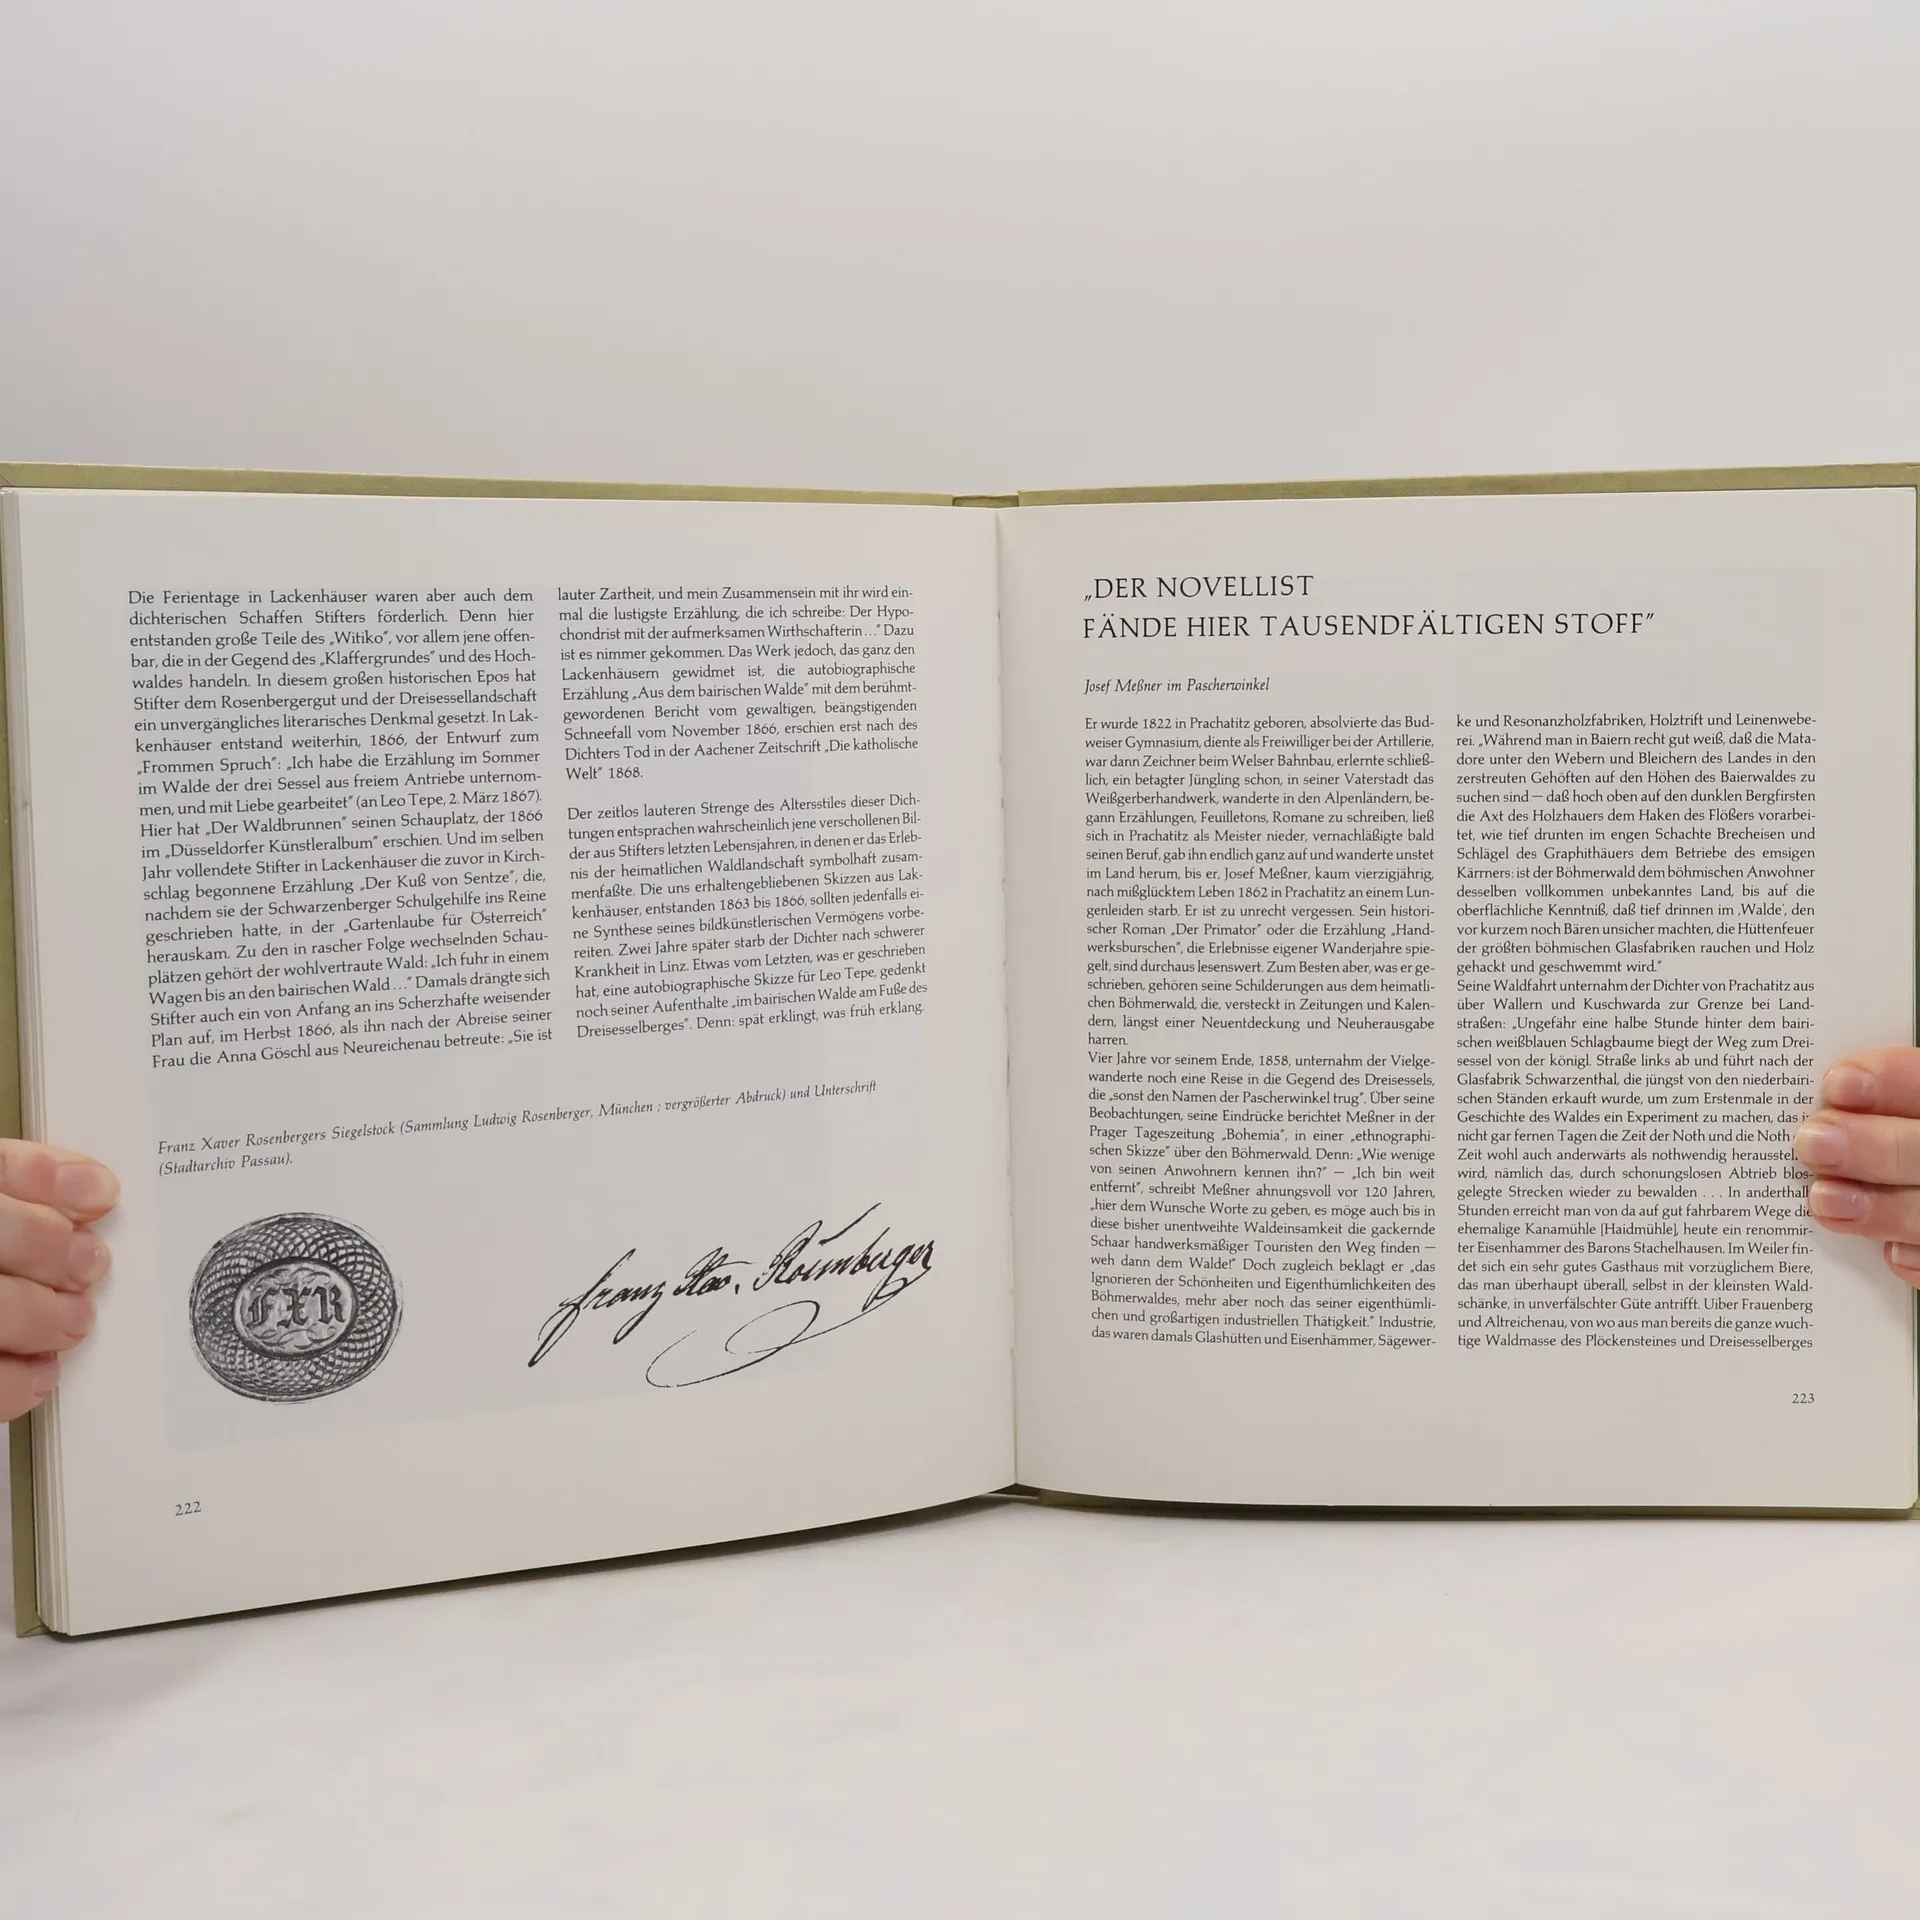 Die Ferientage in Lackenhäuser waren aber auch dem
dichterischen Schaffen Stifters förderlich. Denn hier
entstanden große Teile des „Witiko", vor allem jene offen-
bar, die in der Gegend des „Klaffergrundes" und des Hoch-
waldes handeln. In diesem großen historischen Epos hat
Stifter dem Rosenbergergut und der Dreisessellandschaft
ein unvergängliches literarisches Denkmal gesetzt. In Lak-
kenhäuser entstand weiterhin, 1866, der Entwurf zum
„Frommen Spruch": „Ich habe die Erzählung im Sommer
im Walde der drei Sessel aus freiem Antriebe unternom-
men, und mit Liebe gearbeitet" (an Leo Tepe, 2. März 1867).
Hier hat „Der Waldbrunnen" seinen Schauplatz, der 1866
im „Düsseldorfer Künstleralbum" erschien. Und im selben
Jahr vollendete Stifter in Lackenhäuser die zuvor in Kirch-
schlag begonnene Erzählung „Der Kuß von Sentze", die,
nachdem sie der Schwarzenberger Schulgehilfe ins Reine
geschrieben hatte, in der „Gartenlaube für Österreich"
herauskam. Zu den in rascher Folge wechselnden Schau-
plätzen gehört der wohlvertraute Wald: „Ich fuhr in einem
Wagen bis an den bairischen Wald ..." Damals drängte sich
Stifter auch ein von Anfang an ins Scherzhafte weisender
Plan auf, im Herbst 1866, als ihn nach der Abreise seiner
Frau die Anna Göschl aus Neureichenau betreute: „Sie ist
lauter Zartheit, und mein Zusammensein mit ihr wird ein-
mal die lustigste Erzählung, die ich schreibe: Der Hypo-
chondrist mit der aufmerksamen Wirthschafterin ..." Dazu
ist es nimmer gekommen. Das Werk jedoch, das ganz den
Lackenhäusern gewidmet ist, die autobiographische
Erzählung „Aus dem bairischen Walde" mit dem berühmt-
gewordenen Bericht vom gewaltigen, beängstigenden
Schneefall vom November 1866, erschien erst nach des
Dichters Tod in der Aachener Zeitschrift „Die katholische
Welt" 1868.
Der zeitlos lauteren Strenge des Altersstiles dieser Dich-
tungen entsprachen wahrscheinlich jene verschollenen Bil-
der aus Stifters letzten Lebensjahren, in denen er das Erleb-
nis der heimatlichen Waldlandschaft symbolhaft zusam-
menfaßte. Die uns erhaltengebliebenen Skizzen aus Lak-
kenhäuser, entstanden 1863 bis 1866, sollten jedenfalls ei-
ne Synthese seines bildkünstlerischen Vermögens vorbe-
reiten. Zwei Jahre später starb der Dichter nach schwerer
Krankheit in Linz. Etwas vom Letzten, was er geschrieben
hat, eine autobiographische Skizze für Leo Tepe, gedenkt
noch seiner Aufenthalte „im bairischen Walde am Fuße des
Dreisesselberges". Denn: spät erklingt, was früh erklang.
Franz Xaver Rosenbergers Siegelstock (Sammlung Ludwig Rosenberger, München ; vergrößerter Abdruck) und Unterschrift
(Stadtarchiv Passau).
FXR
Franz Xav. Rosenberger
222
„DER NOVELLIST
FÄNDE HIER TAUSENDFÄLTIGEN STOFF"
Josef Meßner im Pascherwinkel
Er wurde 1822 in Prachatitz geboren, absolvierte das Bud-
weiser Gymnasium, diente als Freiwilliger bei der Artillerie,
war dann Zeichner beim Welser Bahnbau, erlernte schließ-
lich, ein betagter Jüngling schon, in seiner Vaterstadt das
Weißgerberhandwerk, wanderte in den Alpenländern, be-
gann Erzählungen, Feuilletons, Romane zu schreiben, ließ
sich in Prachatitz als Meister nieder, vernachläßigte bald
seinen Beruf, gab ihn endlich ganz auf und wanderte unstet
im Land herum, bis er, Josef Meßner, kaum vierzigjährig,
nach mißglücktem Leben 1862 in Prachatitz an einem Lun-
genleiden starb. Er ist zu unrecht vergessen. Sein histori-
scher Roman „Der Primator" oder die Erzählung „Hand-
werksburschen", die Erlebnisse eigener Wanderjahre spie-
gelt, sind durchaus lesenswert. Zum Besten aber, was er ge-
schrieben, gehören seine Schilderungen aus dem heimatli-
chen Böhmerwald, die, versteckt in Zeitungen und Kalen-
dern, längst einer Neuentdeckung und Neuherausgabe
harren.
Vier Jahre vor seinem Ende, 1858, unternahm der Vielge-
wanderte noch eine Reise in die Gegend des Dreisessels,
die „sonst den Namen der Pascherwinkel trug". Über seine
Beobachtungen, seine Eindrücke berichtet Meßner in der
Prager Tageszeitung „Bohemia", in einer „ethnographi-
schen Skizze" über den Böhmerwald. Denn: „Wie wenige
von seinen Anwohnern kennen ihn?" — „Ich bin weit
entfernt", schreibt Meßner ahnungsvoll vor 120 Jahren,
„hier dem Wunsche Worte zu geben, es möge auch bis in
diese bisher unentweihte Waldeinsamkeit die gackernde
Schaar handwerksmäßiger Touristen den Weg finden —
weh dann dem Walde!" Doch zugleich beklagt er „das
Ignorieren der Schönheiten und Eigenthümlichkeiten des
Böhmerwaldes, mehr aber noch das seiner eigenthümli-
chen und großartigen industriellen Thätigkeit." Industrie,
das waren damals Glashütten und Eisenhämmer, Sägewer-
ke und Resonanzholzfabriken, Holztrift und Leinenwebe-
rei. „Während man in Baiern recht gut weiß, daß die Mata-
dore unter den Webern und Bleichern des Landes in den
zerstreuten Gehöften auf den Höhen des Baierwaldes zu
suchen sind — daß hoch oben auf den dunklen Bergfirsten
die Axt des Holzhauers dem Haken des Flößers vorarbei-
tet, wie tief drunten im engen Schachte Brecheisen und
Schlägel des Graphithäuers dem Betriebe des emsigen
Kärrners: ist der Böhmerwald dem böhmischen Anwohner
desselben vollkommen unbekanntes Land, bis auf die
oberflächliche Kenntniß, daß tief drinnen im ‚Walde', den
vor kurzem noch Bären unsicher machten, die Hüttenfeuer
der größten böhmischen Glasfabriken rauchen und Holz
gehackt und geschwemmt wird."
Seine Waldfahrt unternahm der Dichter von Prachatitz aus
über Wallern und Kuschwarda zur Grenze bei Land-
straßen: „Ungefähr eine halbe Stunde hinter dem bairi-
schen weißblauen Schlagbaume biegt der Weg zum Drei-
sessel von der königl. Straße links ab und führt nach der
Glasfabrik Schwarzenthal, die jüngst von den niederbairi-
schen Ständen erkauft wurde, um zum Erstenmale in der
Geschichte des Waldes ein Experiment zu machen, das
nicht gar fernen Tagen die Zeit der Noth und die Noth
Zeit wohl auch anderwärts als nothwendig
wird, nämlich das, durch schonungslosen Abtrieb blos-
gelegte Strecken wieder zu bewalden . . . In anderthalb
Stunden erreicht man von da auf gut fahrbarem Wege die
ehemalige Kanamühle [Haidmühle], heute ein renommir-
ter Eisenhammer des Barons Stachelhausen. Im Weiler fin-
det sich ein sehr gutes Gasthaus mit vorzüglichem Biere,
das man überhaupt überall, selbst in der kleinsten Wald-
schänke, in unverfälschter Güte antrifft. Uiber Frauenberg
und Altreichenau, von wo aus man bereits die ganze wuch-
tige Waldmasse des Plöckensteines und Dreisesselberges
223